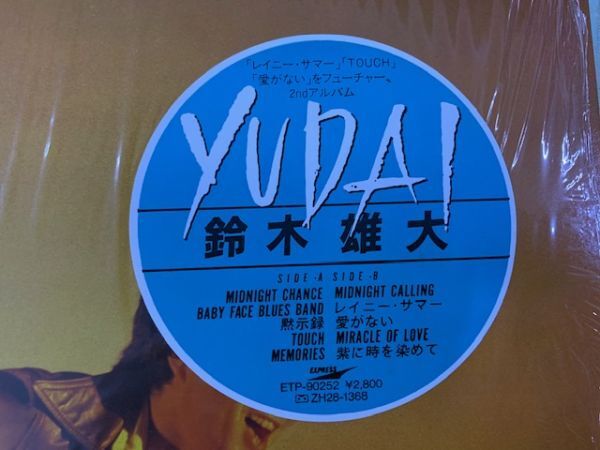 「レイニー・サマー」「TOUCH」
「愛がない」をフューチャー。
2ndアルバム
YUDAI
鈴木雄大
SIDE・A SIDE・B
MIDNIGHT CHANCE MIDNIGHT CALLING
BABY FACE BLUES BAND レイニー・サマー
黙示録 愛がない
TOUCH MIRACLE OF LOVE
MEMORIES 紫に時を染めて
EXPRESS
ETP-90252 ¥2,800
ZH28-1368